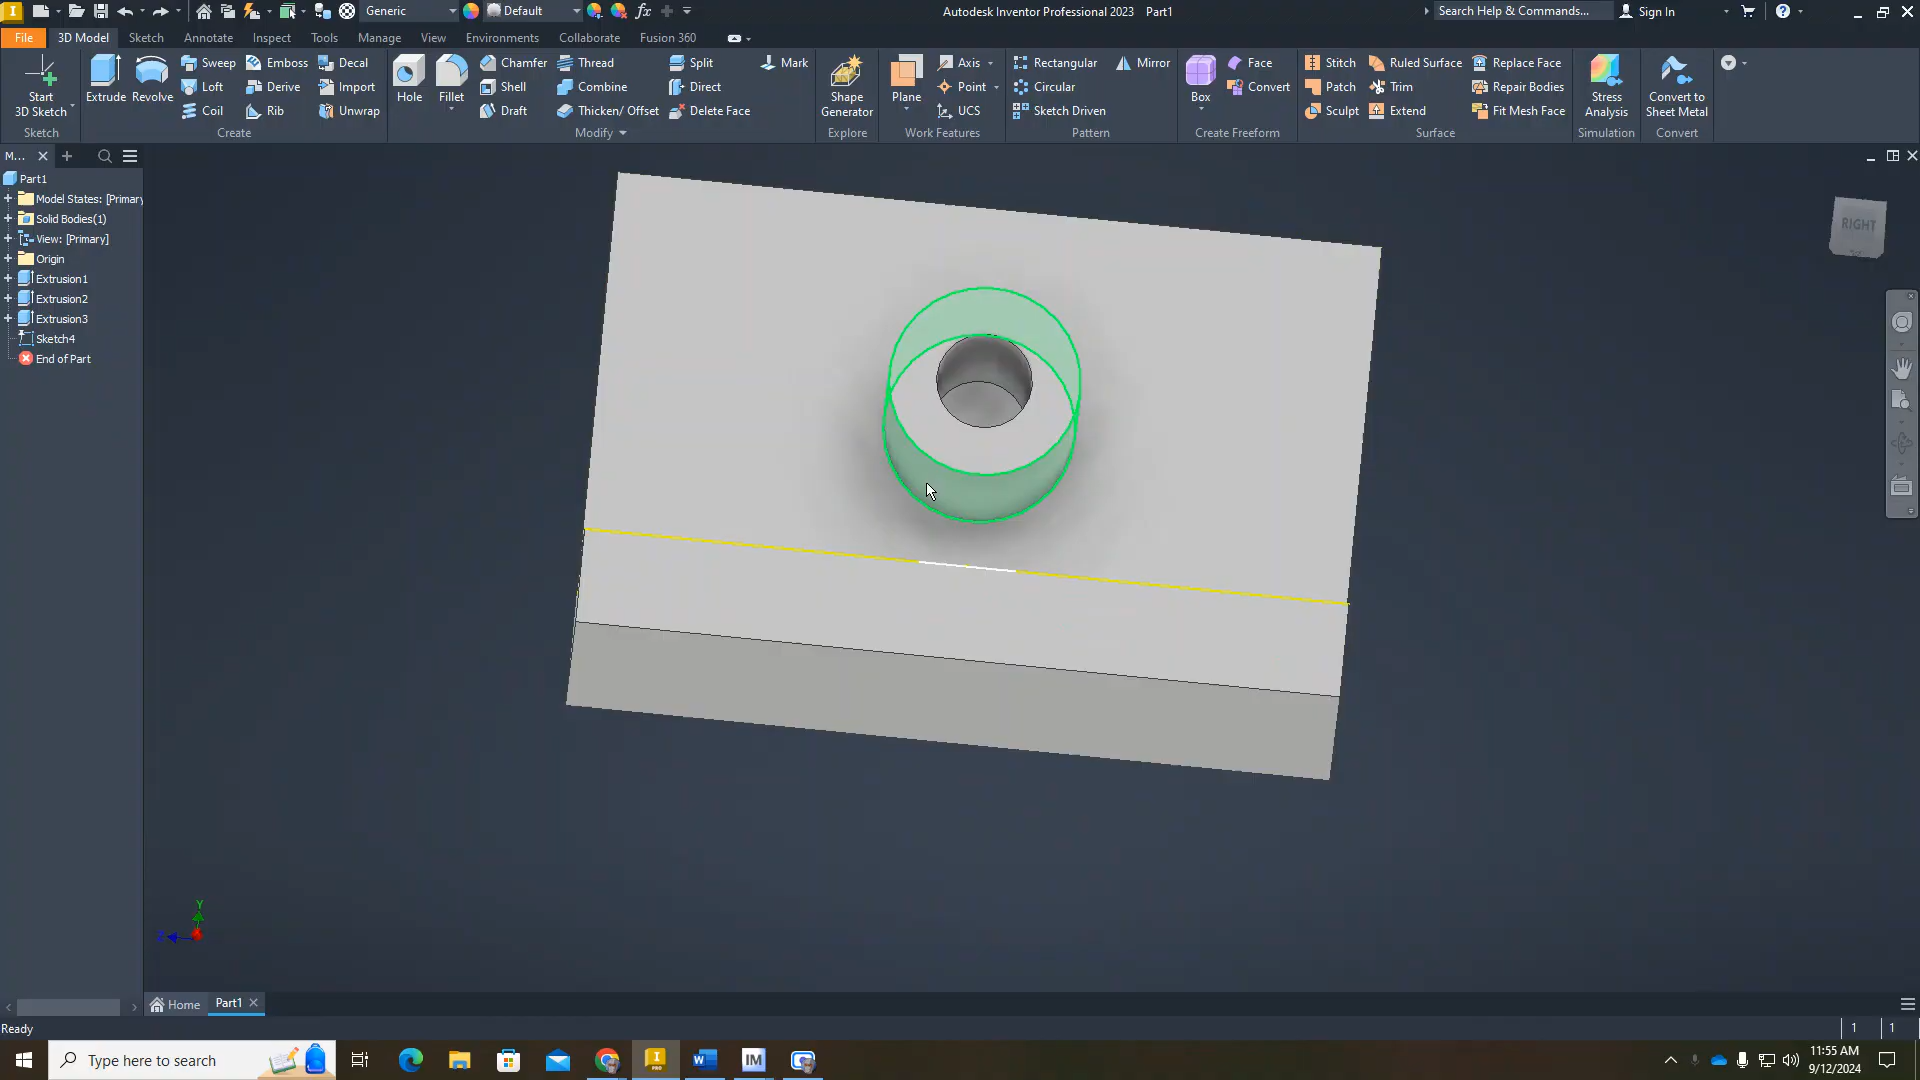 Generic
Default
fx
Autodesk Inventor Professional 2023 Part1
Search Help & Commands...
Sign In
File
3D Model
Sketch
Annotate
Inspect
Tools
Manage
View
Environments
Collaborate
Fusion 360
Start
3D Sketch
Extrude
Revolve
Sweep
Emboss
Decal
Loft
Derive
Import
Coil
Rib
Unwrap
Hole
Fillet
Chamfer
Thread
Split
Mark
Shell
Combine
Direct
Draft
Thicken/ Offset
Delete Face
Shape
Generator
Plane
Axis
Point
UCS
Rectangular
Mirror
Circular
Sketch Driven
Box
Face
Convert
Stitch
Ruled Surface
Replace Face
Patch
Trim
Repair Bodies
Sculpt
Extend
Fit Mesh Face
Stress
Analysis
Convert to
Sheet Metal
Sketch
Create
Modify
Explore
Work Features
Pattern
Create Freeform
Surface
Simulation
Convert
M...
Part1
Model States: [Primary
Solid Bodies(1)
View: [Primary]
Origin
Extrusion1
Extrusion2
Extrusion3
Sketch4
End of Part
RIGHT
Y
Z
Home
Part1
Ready
1
1
Type here to search
IM
11:55 AM
9/12/2024